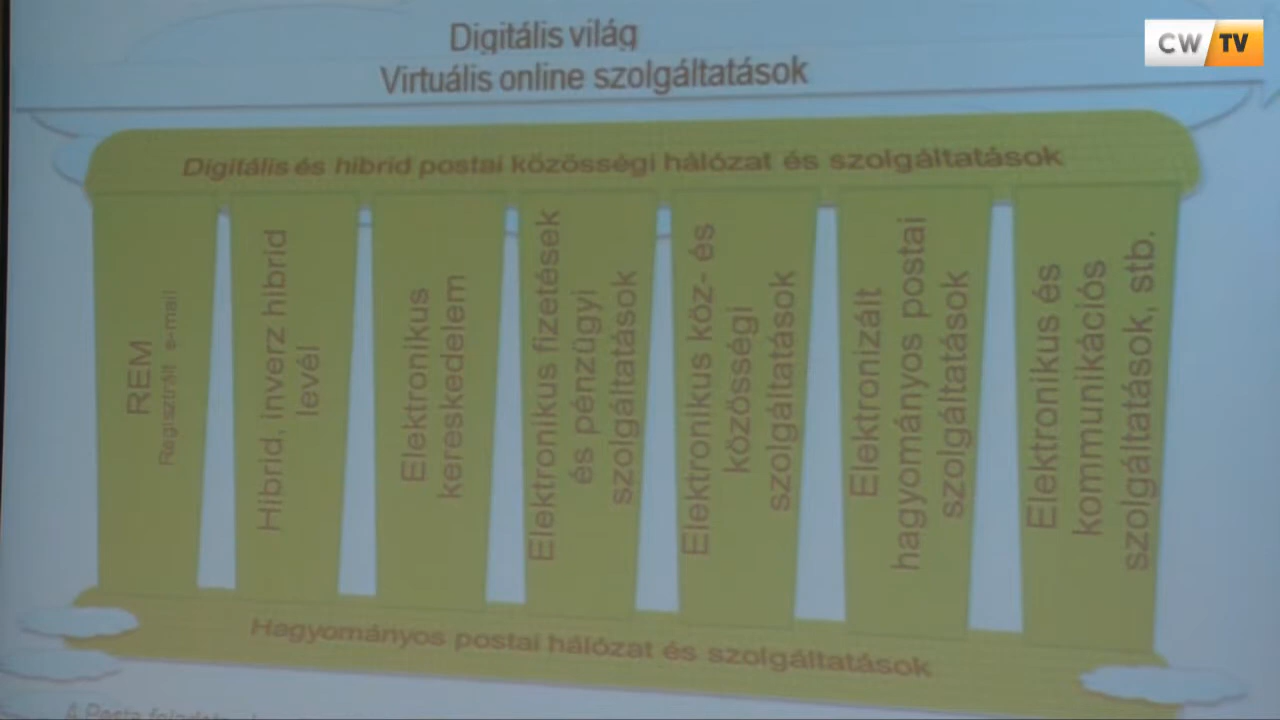 CW TV
Digitális világ
Virtuális online szolgáltatások
Digitális és hibrid postai közösségi hálózat és szolgáltatások
REM
Regisztrált e-mail
Hibrid, inverz hibrid
levél
Elektronikus
kereskedelem
Elektronikus fizetések
és pénzügyi
szolgáltatások
Elektronikus köz- és
közösségi
szolgáltatások
Elektronizált
hagyományos postai
szolgáltatások
Elektronikus és
kommunikációs
szolgáltatások, stb.
Hagyományos postai hálózat és szolgáltatások
A Posta